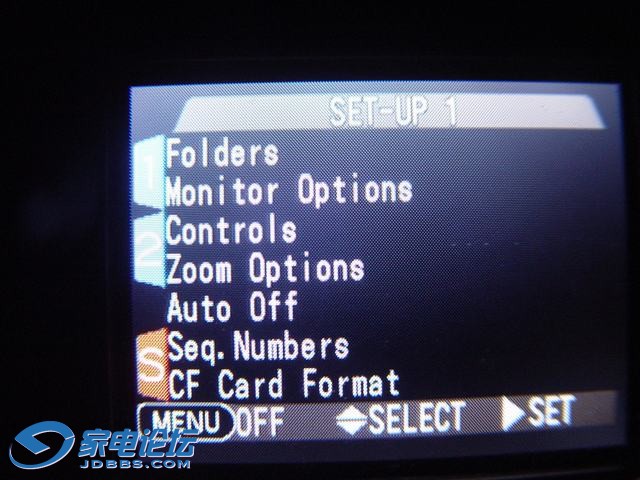 SET-UP 1
1
Folders
Monitor Options
2
Controls
Zoom Options
Auto Off
S
Seq.Numbers
CF Card Format
MENU OFF SELECT SET
家电论坛
JDBBS.COM